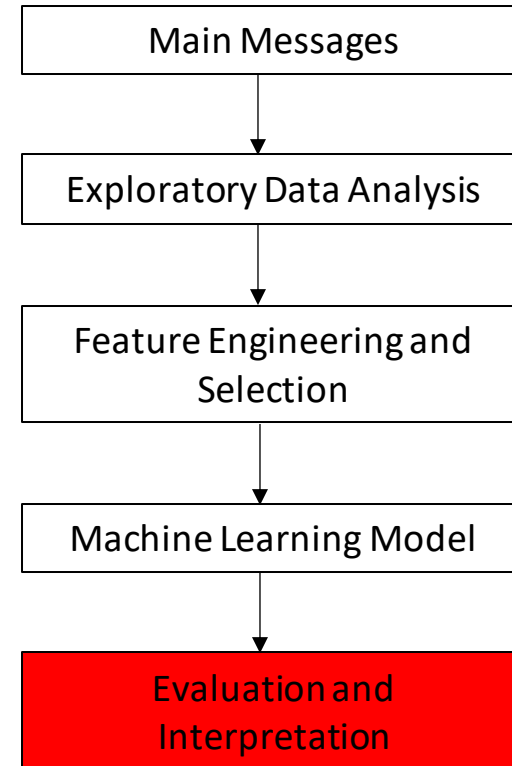 Main Messages
Exploratory Data Analysis
Feature Engineering and
Selection
Machine Learning Model
Evaluation and
Interpretation